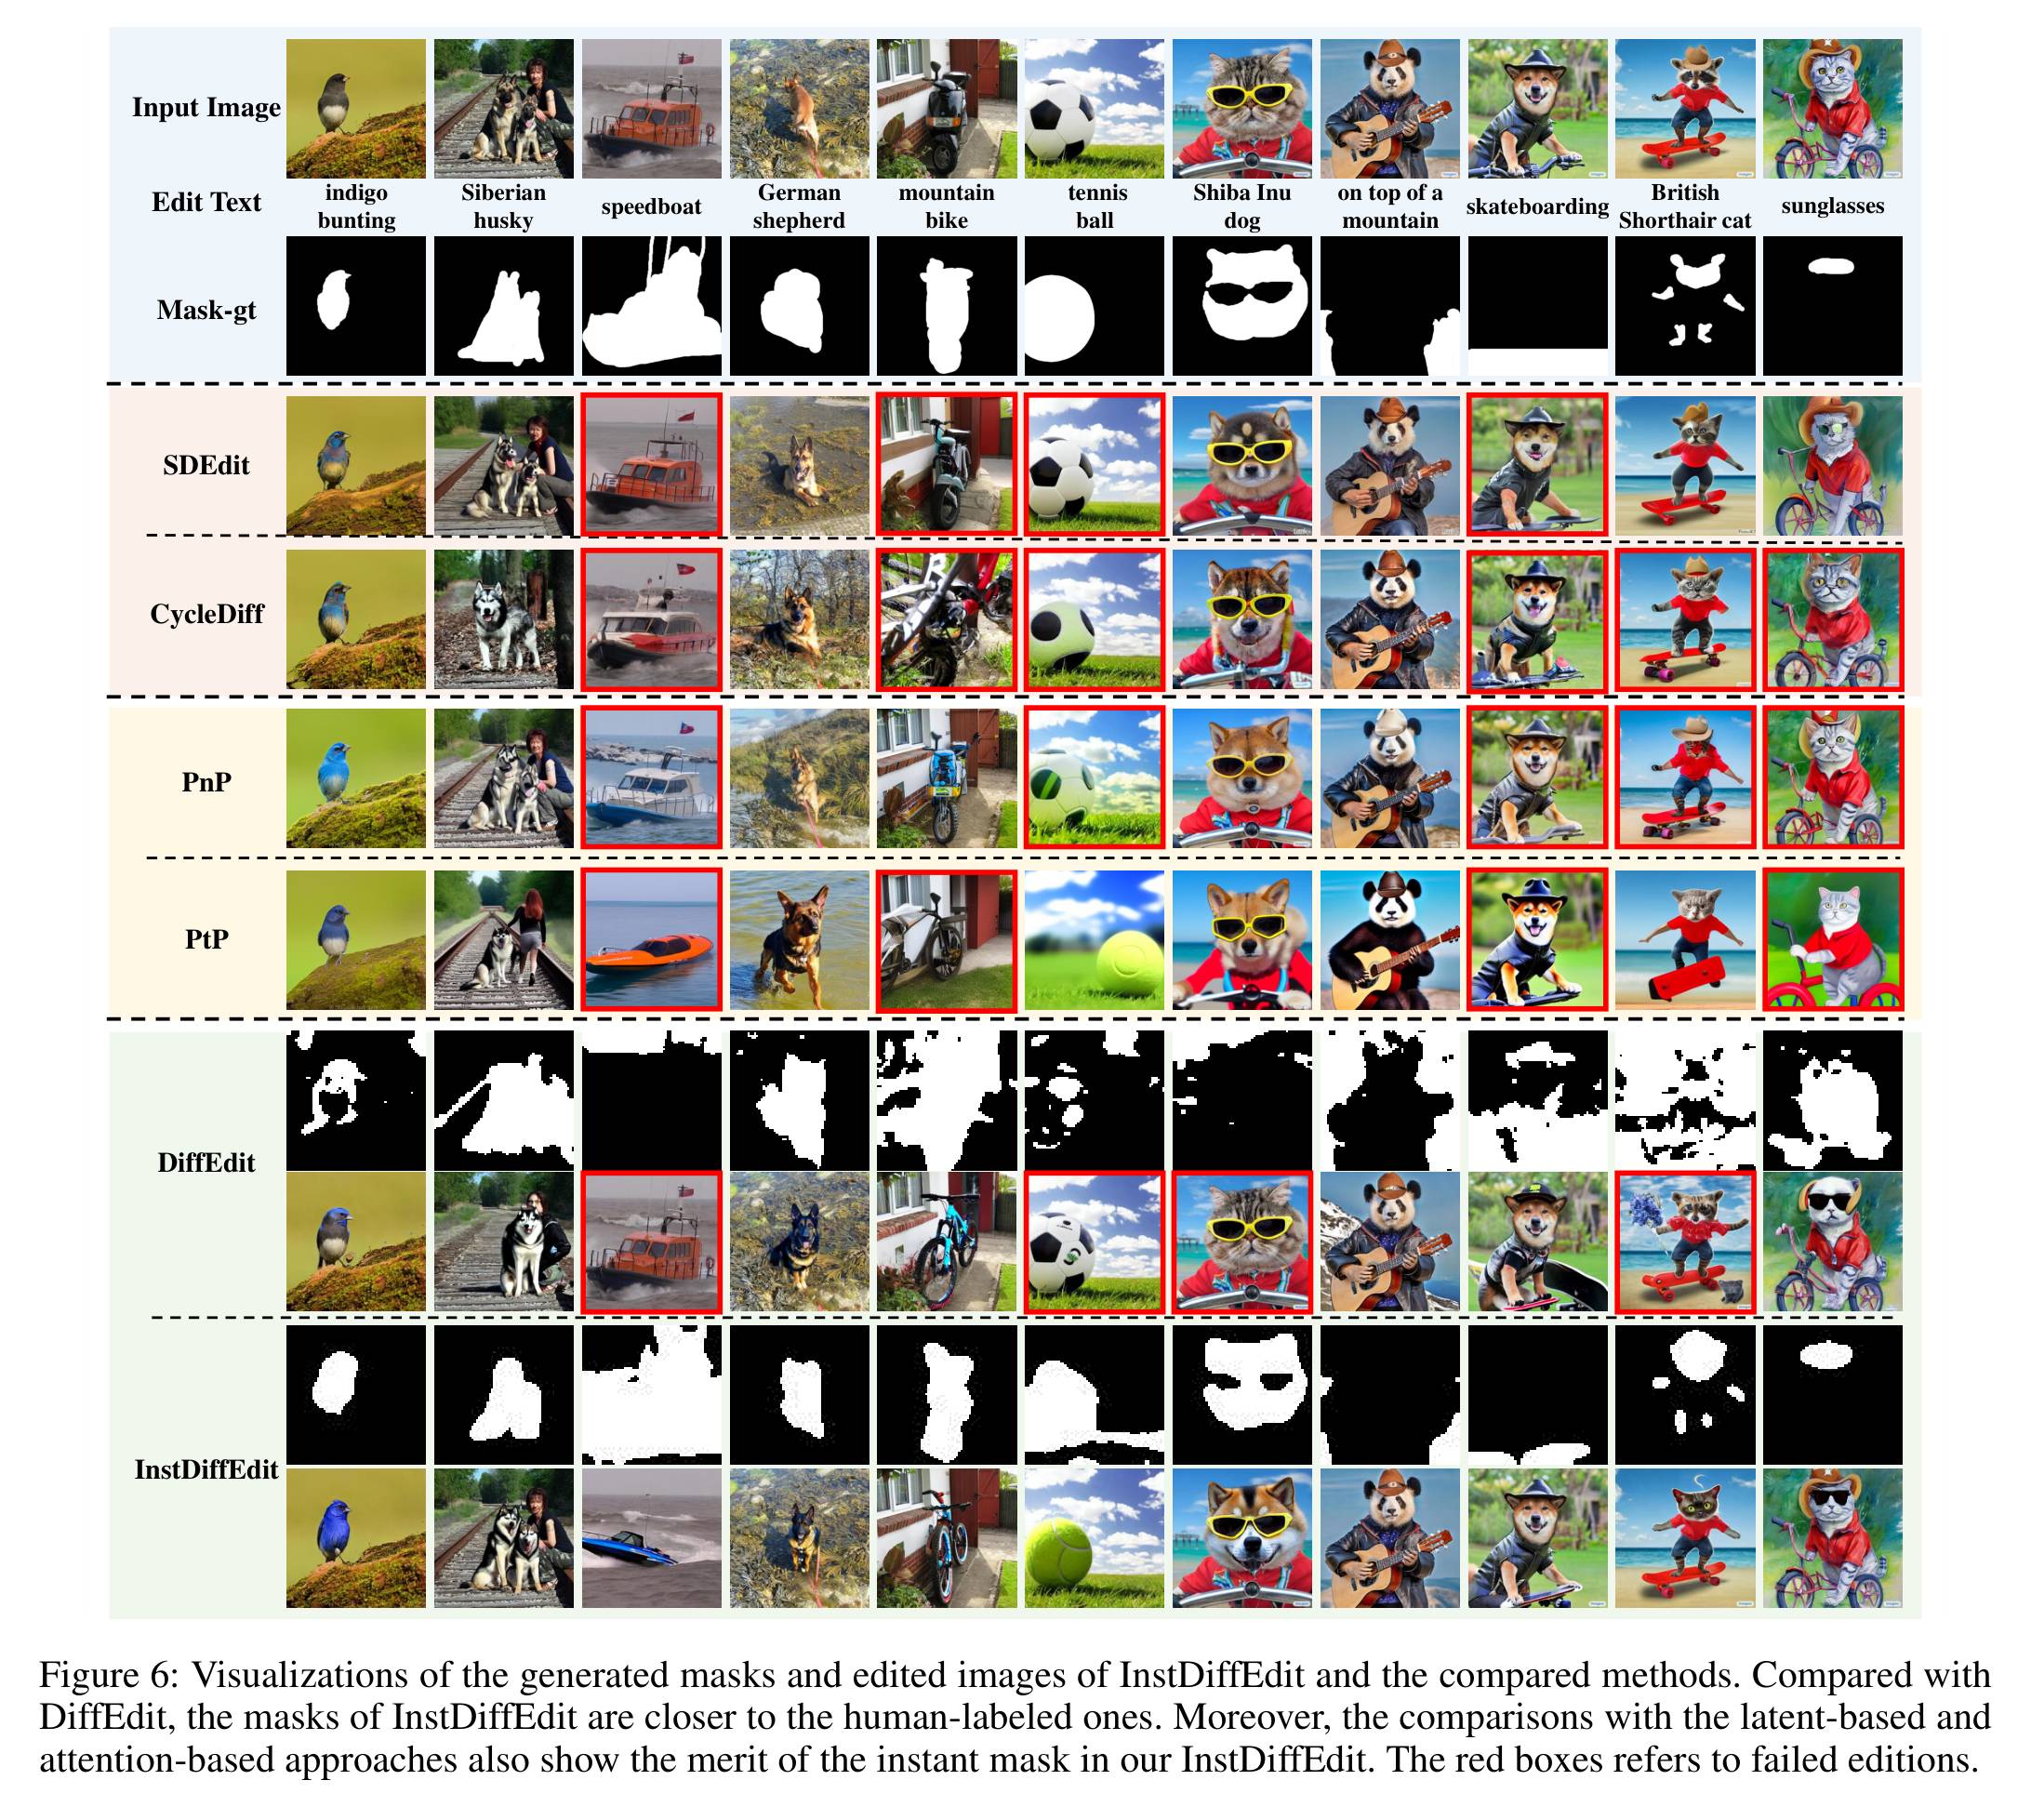 Input Image
Edit Text
indigo
bunting
Siberian
husky
speedboat
German
shepherd
mountain
bike
tennis
ball
Shiba Inu
dog
on top of a
mountain
skateboarding
British
Shorthair cat
sunglasses
Mask-gt
SDEdit
CycleDiff
PnP
PtP
DiffEdit
InstDiffEdit
Figure 6: Visualizations of the generated masks and edited images of InstDiffEdit and the compared methods. Compared with
DiffEdit, the masks of InstDiffEdit are closer to the human-labeled ones. Moreover, the comparisons with the latent-based and
attention-based approaches also show the merit of the instant mask in our InstDiffEdit. The red boxes refers to failed editions.